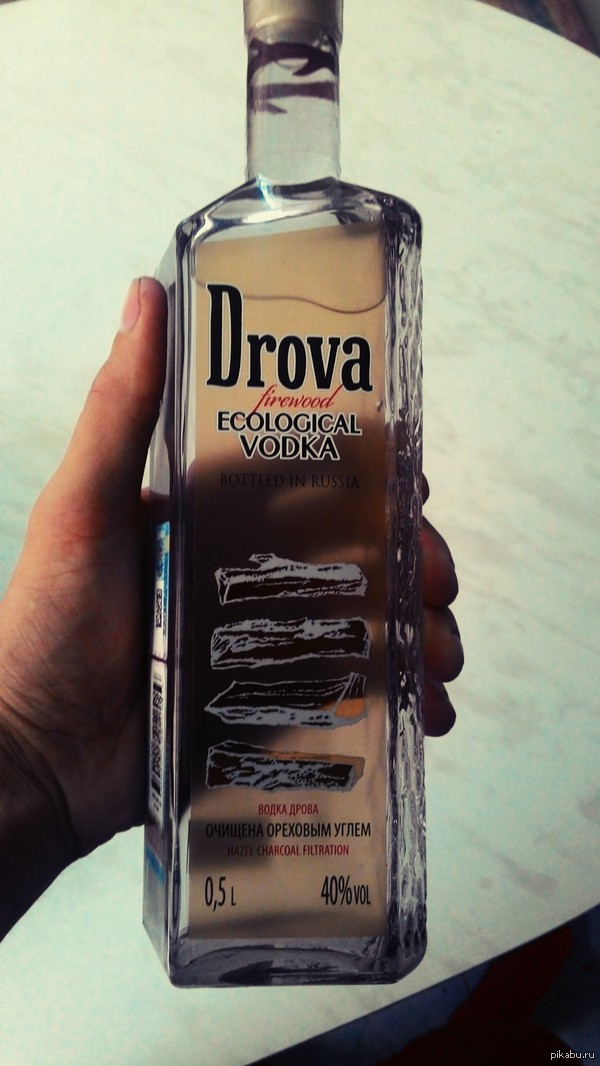 Drova
firewood
ECOLOGICAL
VODKA
BOTTLED IN RUSSIA
ВОДКА ДРОВА
ОЧИЩЕНА ОРЕХОВЫМ УГЛЕМ
HAZEL CHARCOAL FILTRATION
0,5 L 40% VOL
pikabu.ru